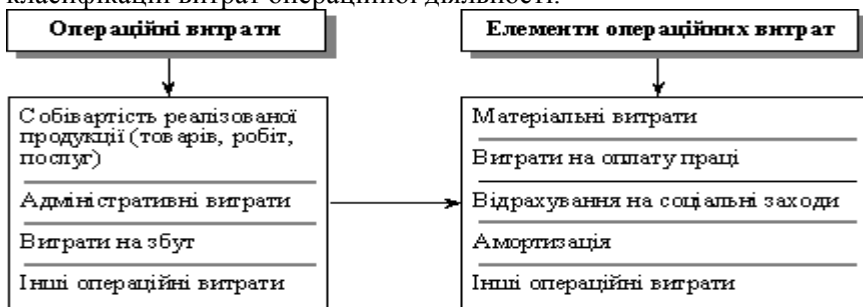 класифікації витрат операційної діяльності.
Операційні витрати
Елементи операційних витрат
Собівартість реалізованої
продукції (товарів, робіт,
послуг)
Адміністративні витрати
Витрати на збут
Інші операційні витрати
Матеріальні витрати
Витрати на оплату праці
Відрахування на соціальні заходи
Амортизація
Інші операційні витрати